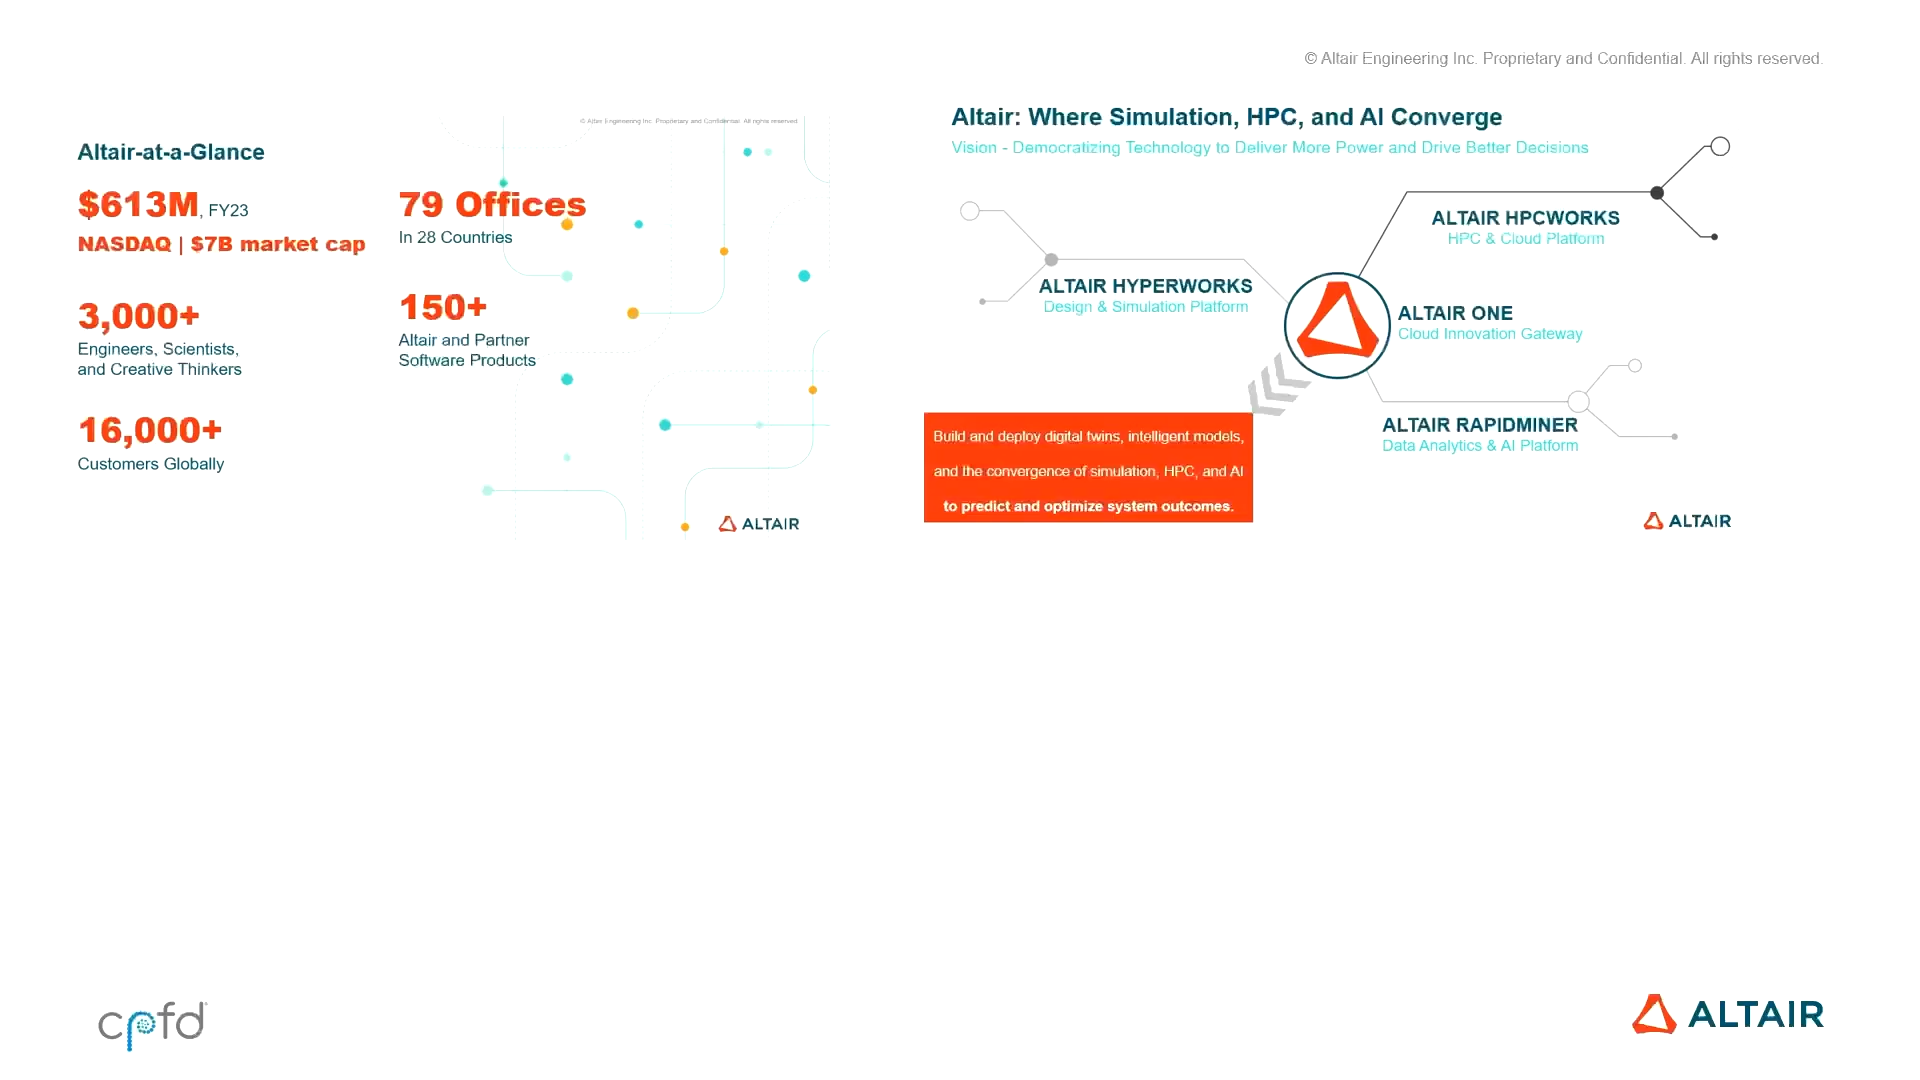 © Altair Engineering Inc. Proprietary and Confidential. All rights reserved.
© Altair Engineering Inc. Proprietary and Confidential. All rights reserved.
Altair-at-a-Glance
$613M, FY23
NASDAQ | $7B market cap
79 Offices
In 28 Countries
3,000+
Engineers, Scientists,
and Creative Thinkers
150+
Altair and Partner
Software Products
16,000+
Customers Globally
ALTAIR
Altair: Where Simulation, HPC, and AI Converge
Vision - Democratizing Technology to Deliver More Power and Drive Better Decisions
ALTAIR HPCWORKS
HPC & Cloud Platform
ALTAIR HYPERWORKS
Design & Simulation Platform
ALTAIR ONE
Cloud Innovation Gateway
ALTAIR RAPIDMINER
Data Analytics & AI Platform
Build and deploy digital twins, intelligent models,
and the convergence of simulation, HPC, and AI
to predict and optimize system outcomes.
ALTAIR
cpfd
ALTAIR